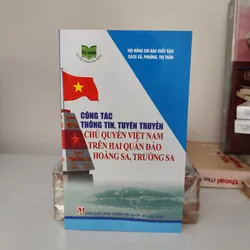 HỘI ĐỒNG CHỈ ĐẠO XUẤT BẢN
SÁCH XÃ, PHƯỜNG, THỊ TRẤN
CÔNG TÁC
THÔNG TIN, TUYÊN TRUYỀN
CHỦ QUYỀN VIỆT NAM
TRÊN HAI QUẦN ĐẢO
HOÀNG SA, TRƯỜNG SA
thoại